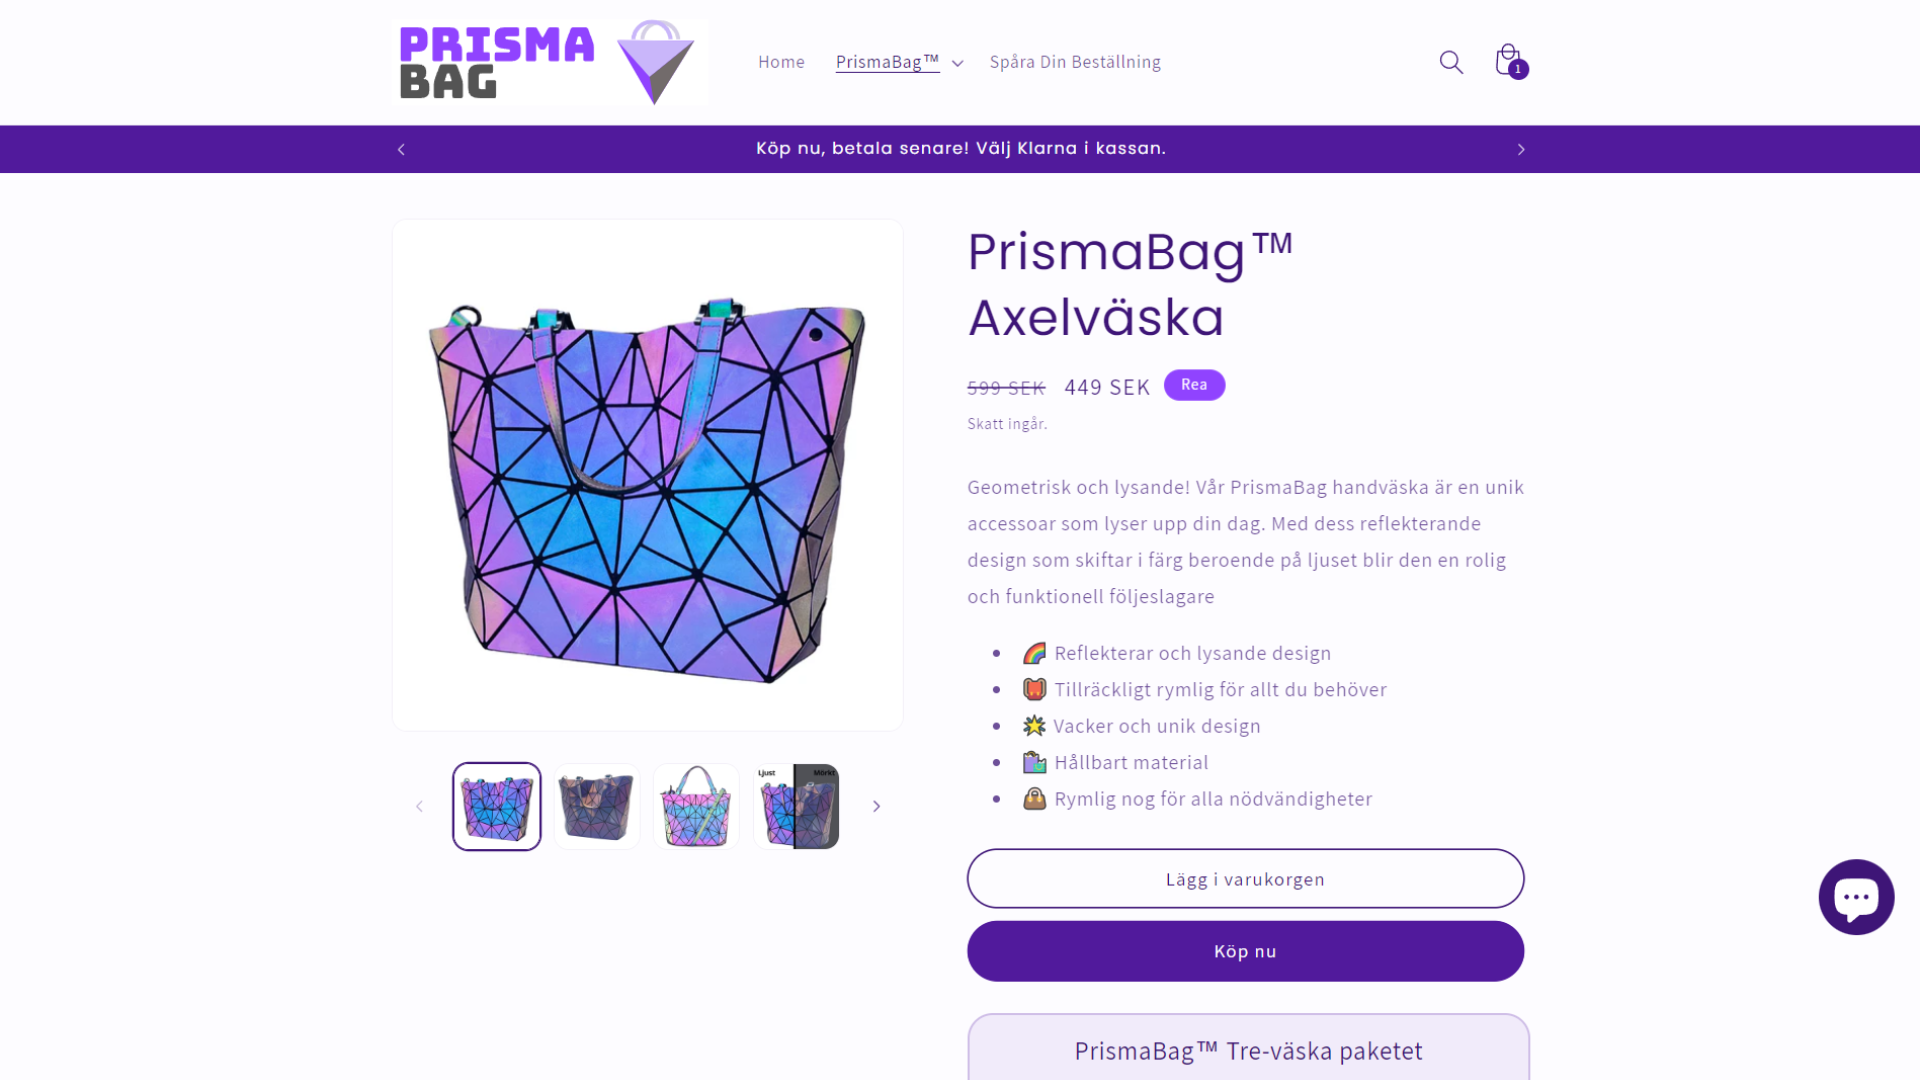 PRISMA
BAG
Home
PrismaBag™
Spåra Din Beställning
1
Köp nu, betala senare! Välj Klarna i kassan.
PrismaBag™
Axelväska
599 SEK 449 SEK Rea
Skatt ingår.
Geometrisk och lysande! Vår PrismaBag handväska är en unik
accessoar som lyser upp din dag. Med dess reflekterande
design som skiftar i färg beroende på ljuset blir den en rolig
och funktionell följeslagare
Reflekterar och lysande design
Tillräckligt rymlig för allt du behöver
Vacker och unik design
Hållbart material
Rymlig nog för alla nödvändigheter
Ljust
Mörkt
Lägg i varukorgen
Köp nu
PrismaBag™ Tre-väska paketet